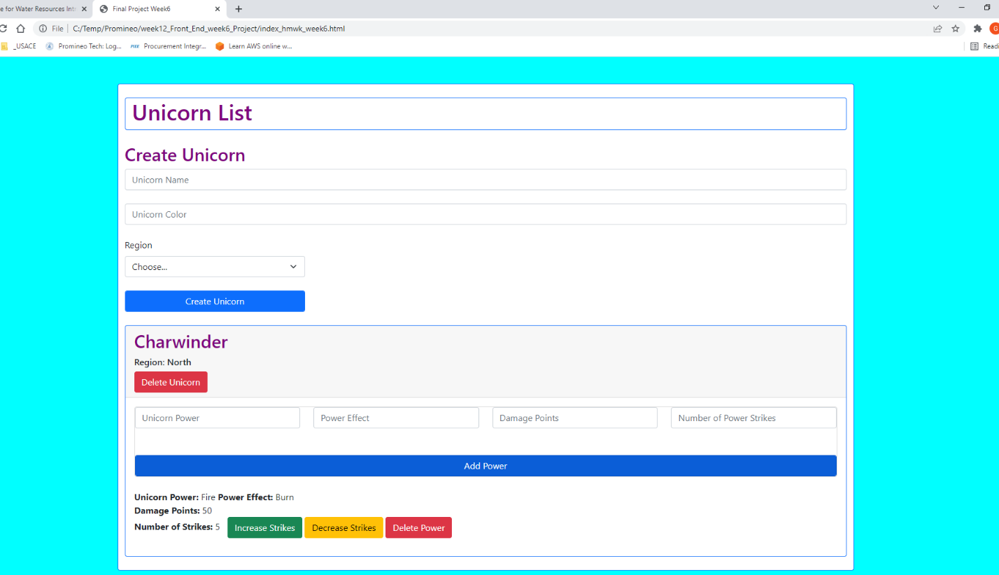 e for Water Resources Int
Final Project Week6
File C:/Temp/Promineo/week12_Front_End_week6_Project/index_hmwk_week6.html
G
_USACE Promineo Tech: Log... Procurement Integr... Learn AWS online w... Readi
Unicorn List
Create Unicorn
Unicorn Name
Unicorn Color
Region
Choose...
Create Unicorn
Charwinder
Region: North
Delete Unicorn
Unicorn Power Power Effect Damage Points Number of Power Strikes
Add Power
Unicorn Power: Fire Power Effect: Burn
Damage Points: 50
Number of Strikes: 5 Increase Strikes Decrease Strikes Delete Power